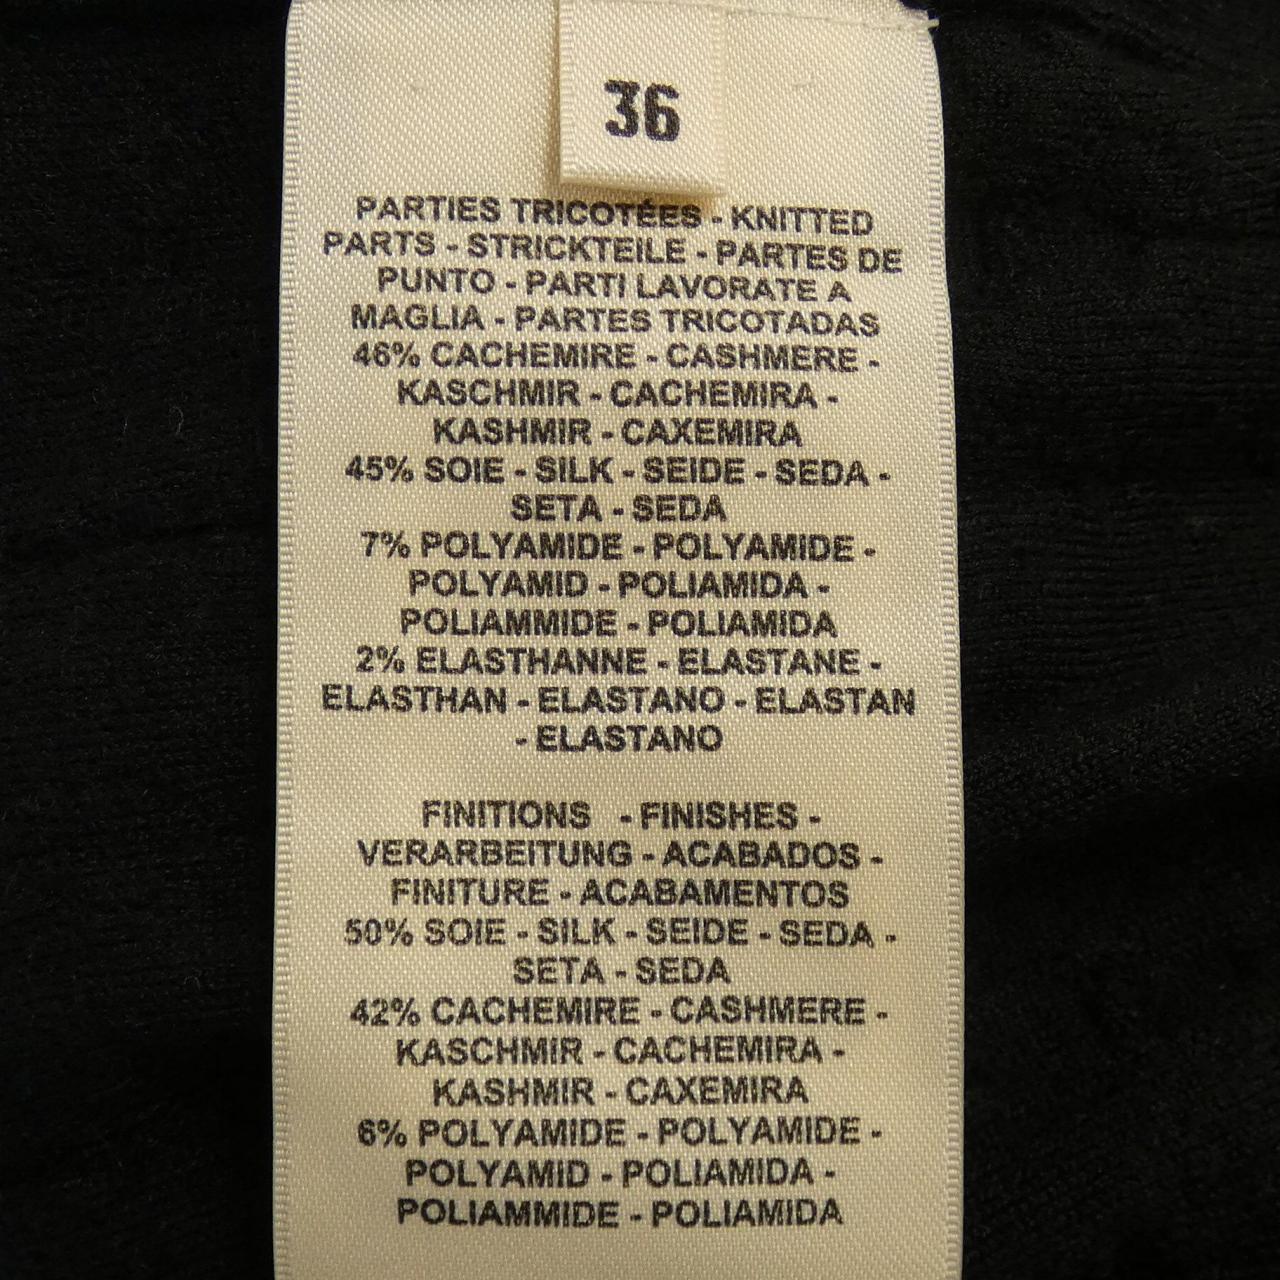 36
PARTIES TRICOTÉES - KNITTED
PARTS - STRICKTEILE - PARTES DE
PUNTO - PARTI LAVORATE A
MAGLIA - PARTES TRICOTADAS
46% CACHEMIRE - CASHMERE -
KASCHMIR - CACHEMIRA -
KASHMIR - CAXEMIRA
45% SOIE - SILK - SEIDE - SEDA -
SETA - SEDA
7% POLYAMIDE - POLYAMIDE -
POLYAMID - POLIAMIDA -
POLIAMMIDE - POLIAMIDA
2% ELASTHANNE - ELASTANE -
ELASTHAN - ELASTANO - ELASTAN
- ELASTANO
FINITIONS - FINISHES -
VERARBEITUNG - ACABADOS -
FINITURE - ACABAMENTOS
50% SOIE - SILK - SEIDE - SEDA -
SETA - SEDA
42% CACHEMIRE - CASHMERE -
KASCHMIR - CACHEMIRA -
KASHMIR - CAXEMIRA
6% POLYAMIDE - POLYAMIDE -
POLYAMID - POLIAMIDA -
POLIAMMIDE - POLIAMIDA